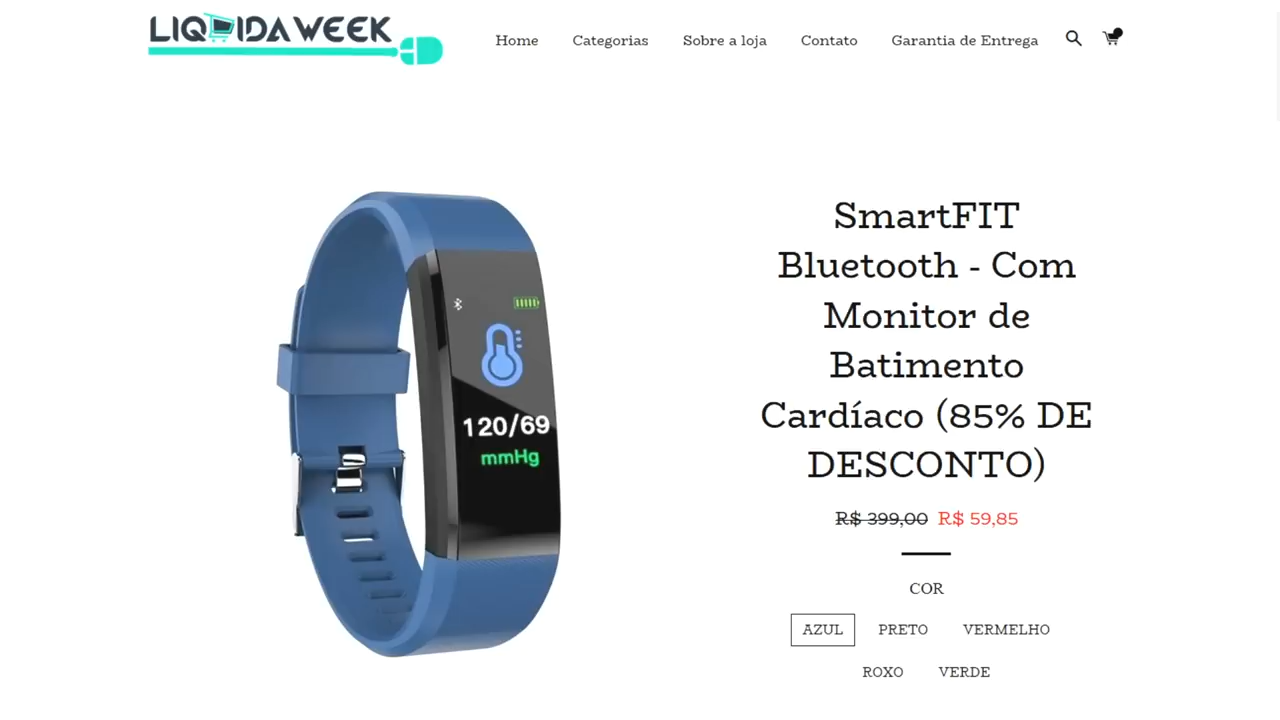 LIQUIDAWEEK
Home Categorias Sobre a loja Contato Garantia de Entrega
SmartFIT
Bluetooth - Com
Monitor de
Batimento
Cardíaco (85% DE
DESCONTO)
R$ 399,00 R$ 59,85
COR
AZUL PRETO VERMELHO
ROXO VERDE
120/69
mmHg